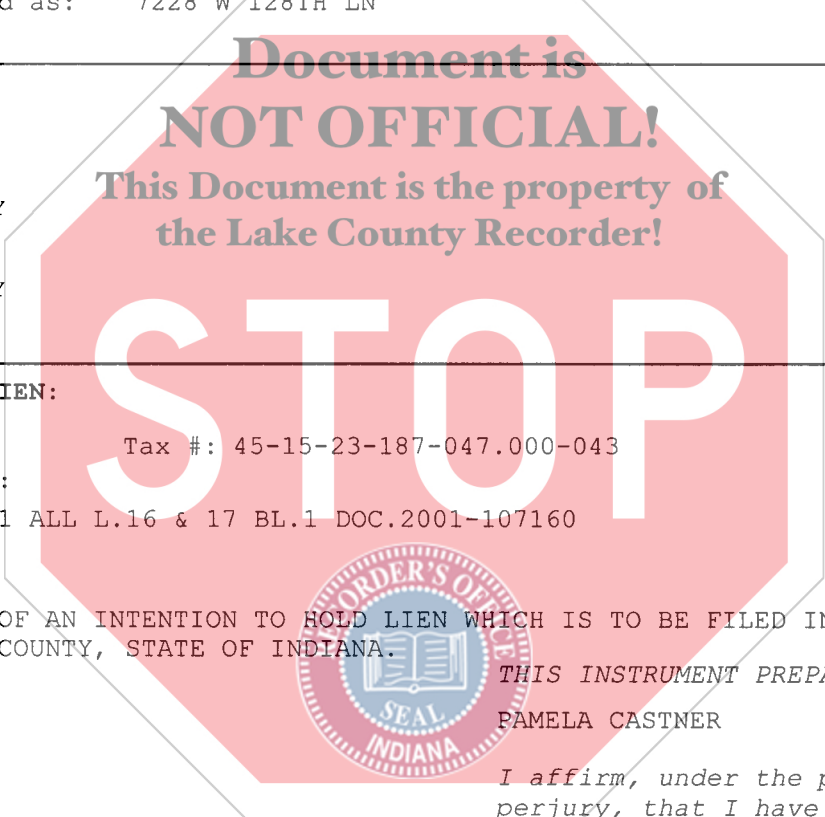 d as: 7228 W 128TH LN
Document is
NOT OFFICIAL!
This Document is the property of
the Lake County Recorder!
Y
Y
STOP
IEN:
Tax #: 45-15-23-187-047.000-043
:
1 ALL L.16 & 17 BL.1 DOC.2001-107160
OF AN INTENTION TO HOLD LIEN WHICH IS TO BE FILED IN
COUNTY, STATE OF INDIANA.
RECORDER'S OFFICE
SEAL
INDIANA
THIS INSTRUMENT PREPA
PAMELA CASTNER
I affirm, under the p
perjury, that I have